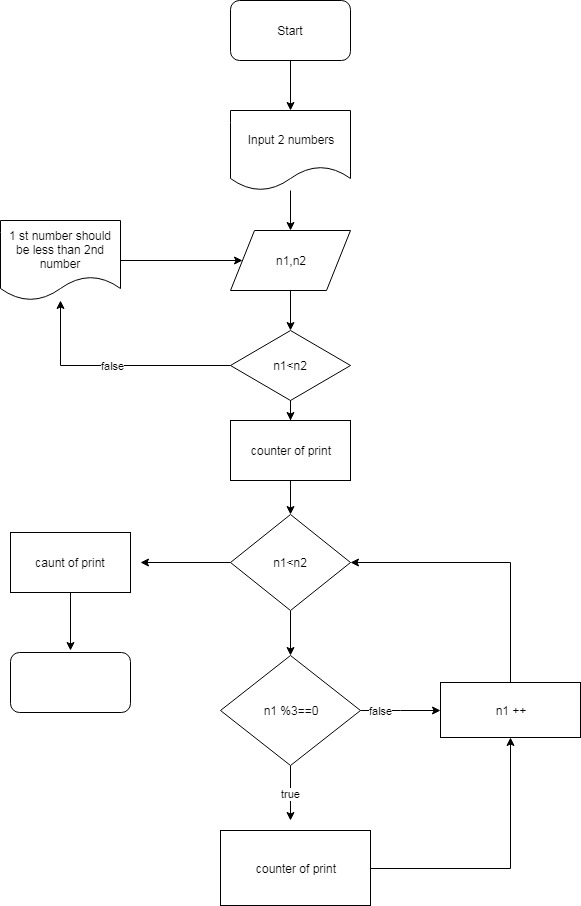 Start
Input 2 numbers
1 st number should
be less than 2nd
number
n1,n2
n1<n2
false
counter of print
n1<n2
caunt of print
n1 %3==0
false
n1 ++
true
counter of print